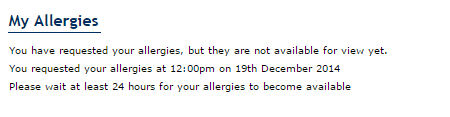 My Allergies
You have requested your allergies, but they are not available for view yet.
You requested your allergies at 12:00pm on 19th December 2014
Please wait at least 24 hours for your allergies to become available